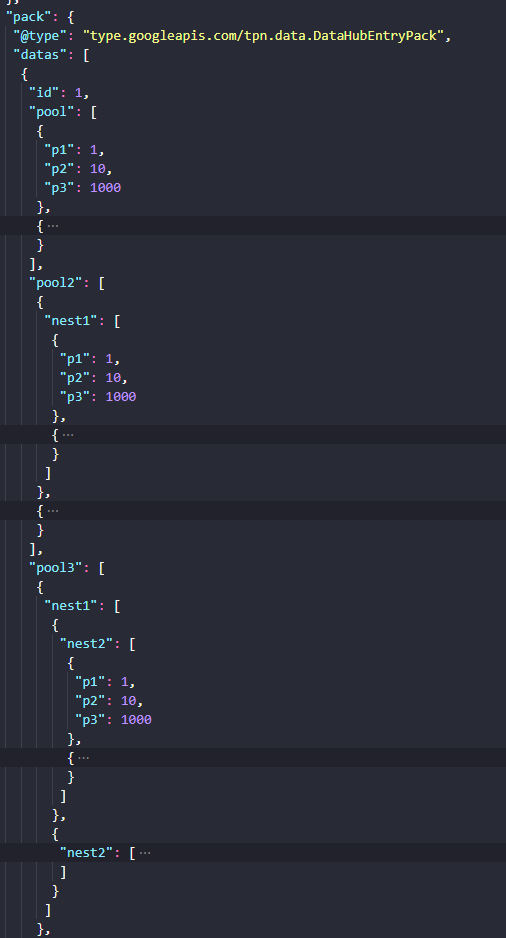 },
"pack": {
"@type": "type.googleapis.com/tpn.data.DataHubEntryPack",
"datas": [
{
"id": 1,
"pool": [
{
"p1": 1,
"p2": 10,
"p3": 1000
},
{ ···
}
],
"pool2": [
{
"nest1": [
{
"p1": 1,
"p2": 10,
"p3": 1000
},
{ ···
}
]
},
{ ···
}
],
"pool3": [
{
"nest1": [
{
"nest2": [
{
"p1": 1,
"p2": 10,
"p3": 1000
},
{ ···
}
]
},
{
"nest2": [ ···
]
}
]
},